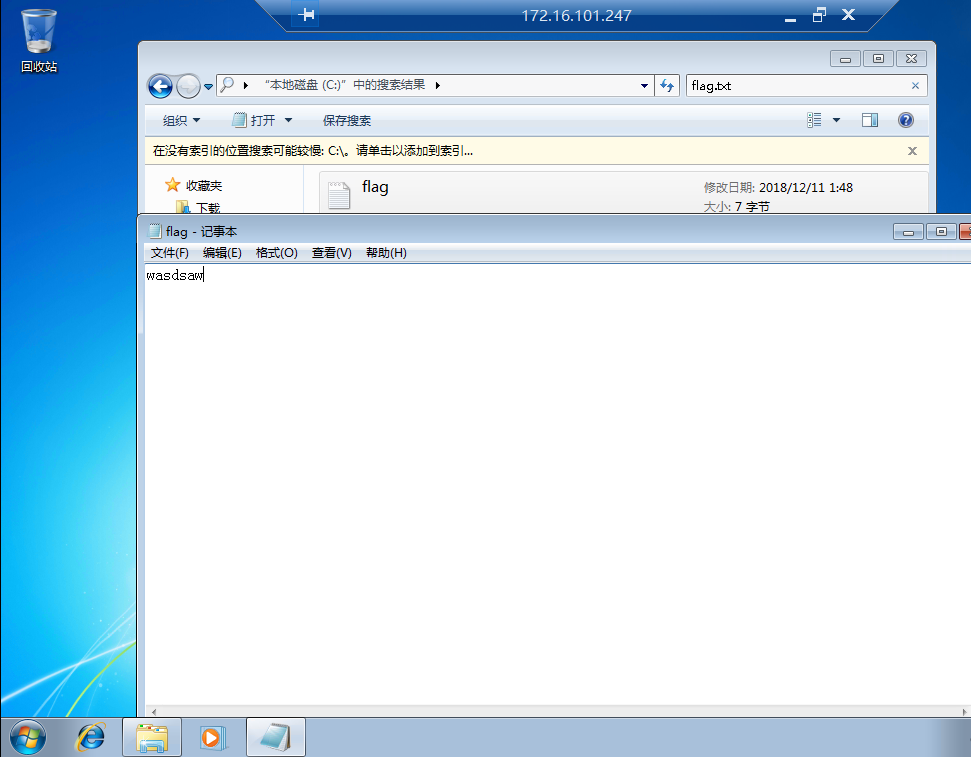 172.16.101.247
回收站
“本地磁盘 (C:)”中的搜索结果
flag.txt
组织
打开
保存搜索
在没有索引的位置搜索可能较慢: C:\。请单击以添加到索引...
收藏夹
下载
flag
修改日期: 2018/12/11 1:48
大小: 7 字节
flag - 记事本
文件(F) 编辑(E) 格式(O) 查看(V) 帮助(H)
wasdsaw